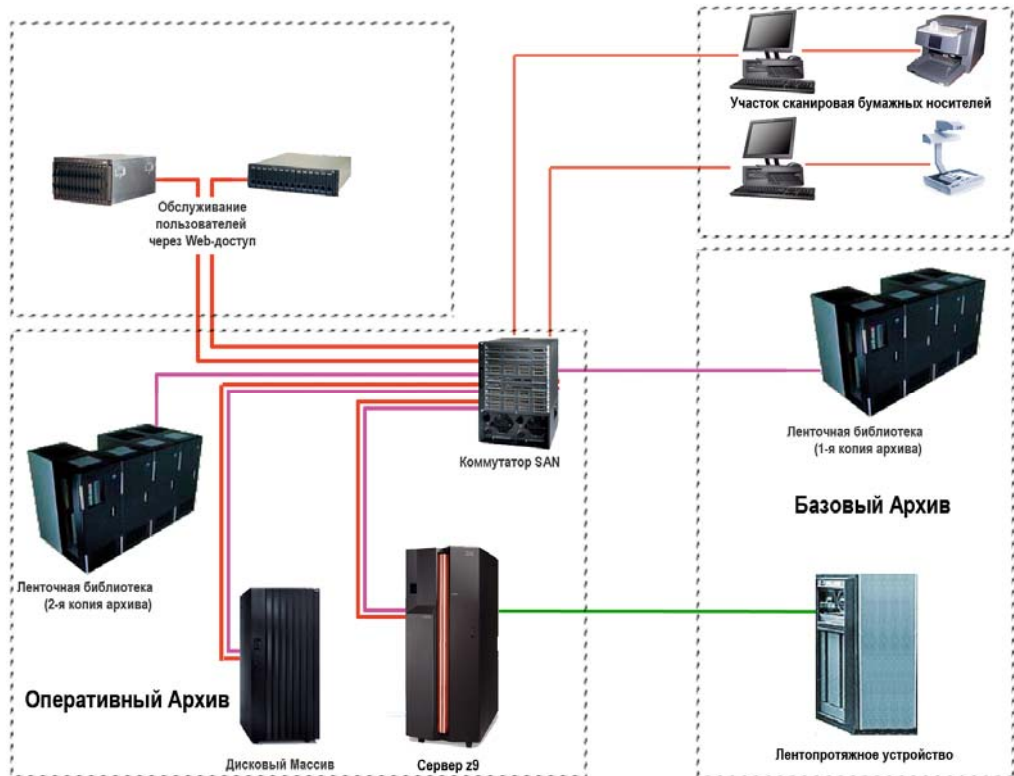 Участок сканировая бумажных носителей
Обслуживание
пользователей
через Web-доступ
Коммутатор SAN
Ленточная библиотека
(1-я копия архива)
Базовый Архив
Ленточная библиотека
(2-я копия архива)
Оперативный Архив
Дисковый Массив
Сервер z9
Лентопротяжное устройство